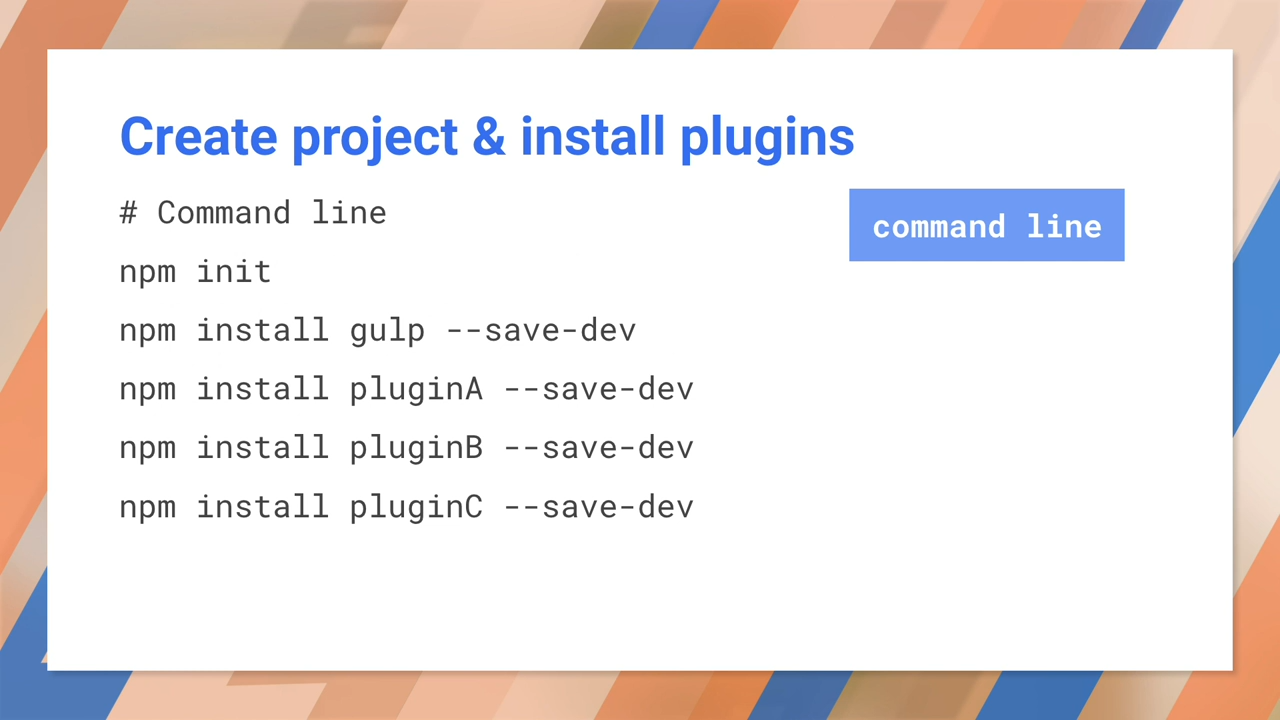 Create project & install plugins
# Command line
command line
npm init
npm install gulp --save-dev
npm install pluginA --save-dev
npm install pluginB --save-dev
npm install pluginC --save-dev